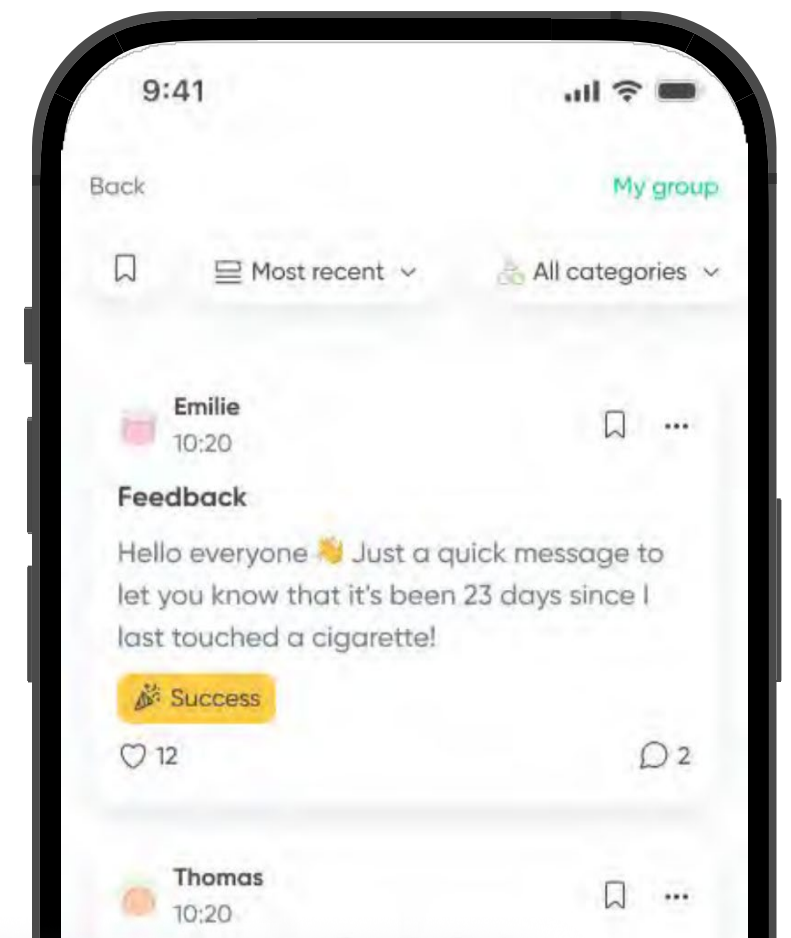 9:41
Back
My group
Most recent
All categories
Emilie
10:20
Feedback
Hello everyone 👋 Just a quick message to
let you know that it's been 23 days since I
last touched a cigarette!
🎉 Success
12
2
Thomas
10:20